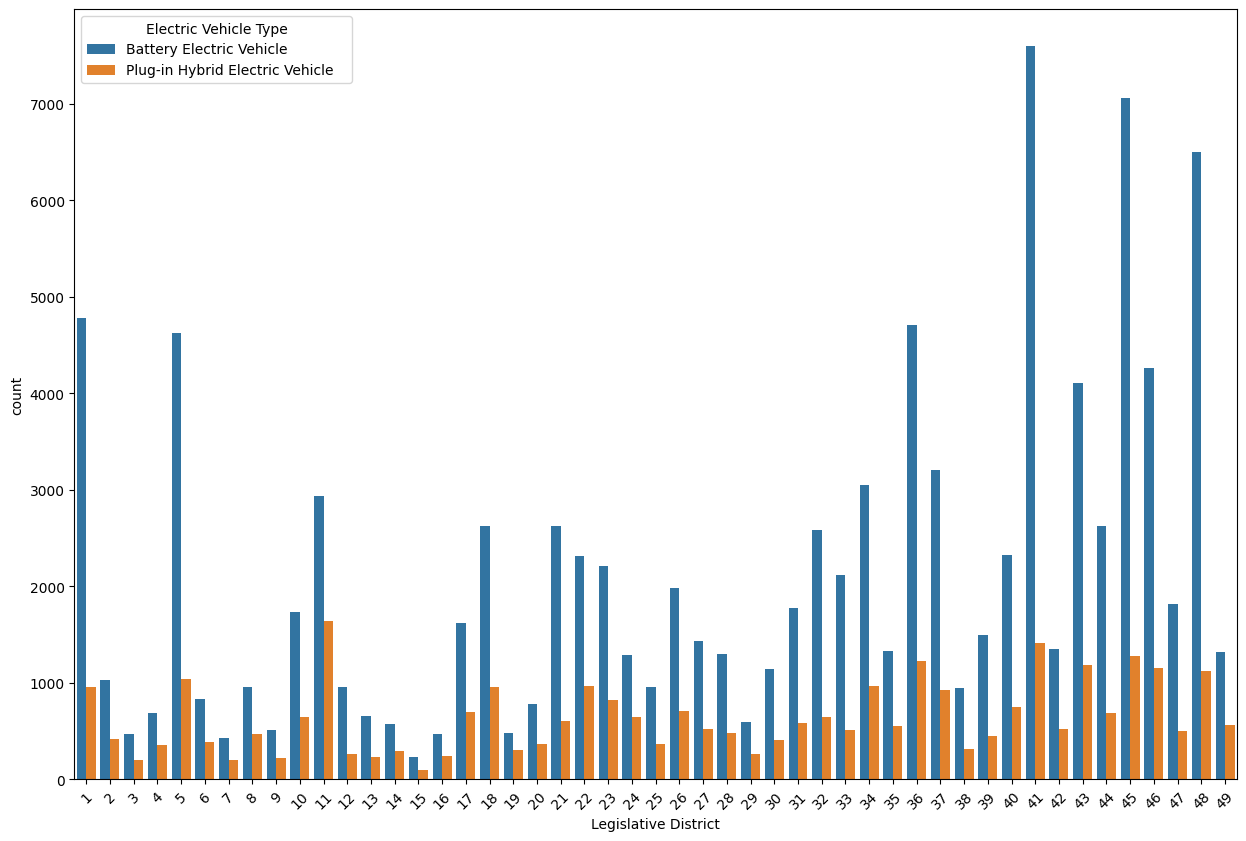 Electric Vehicle Type
Battery Electric Vehicle
Plug-in Hybrid Electric Vehicle
7000
6000
5000
4000
3000
2000
1000
0
count
1 2 3 4 5 6 7 8 9 10 11 12 13 14 15 16 17 18 19 20 21 22 23 24 25 26 27 28 29 30 31 32 33 34 35 36 37 38 39 40 41 42 43 44 45 46 47 48 49
Legislative District